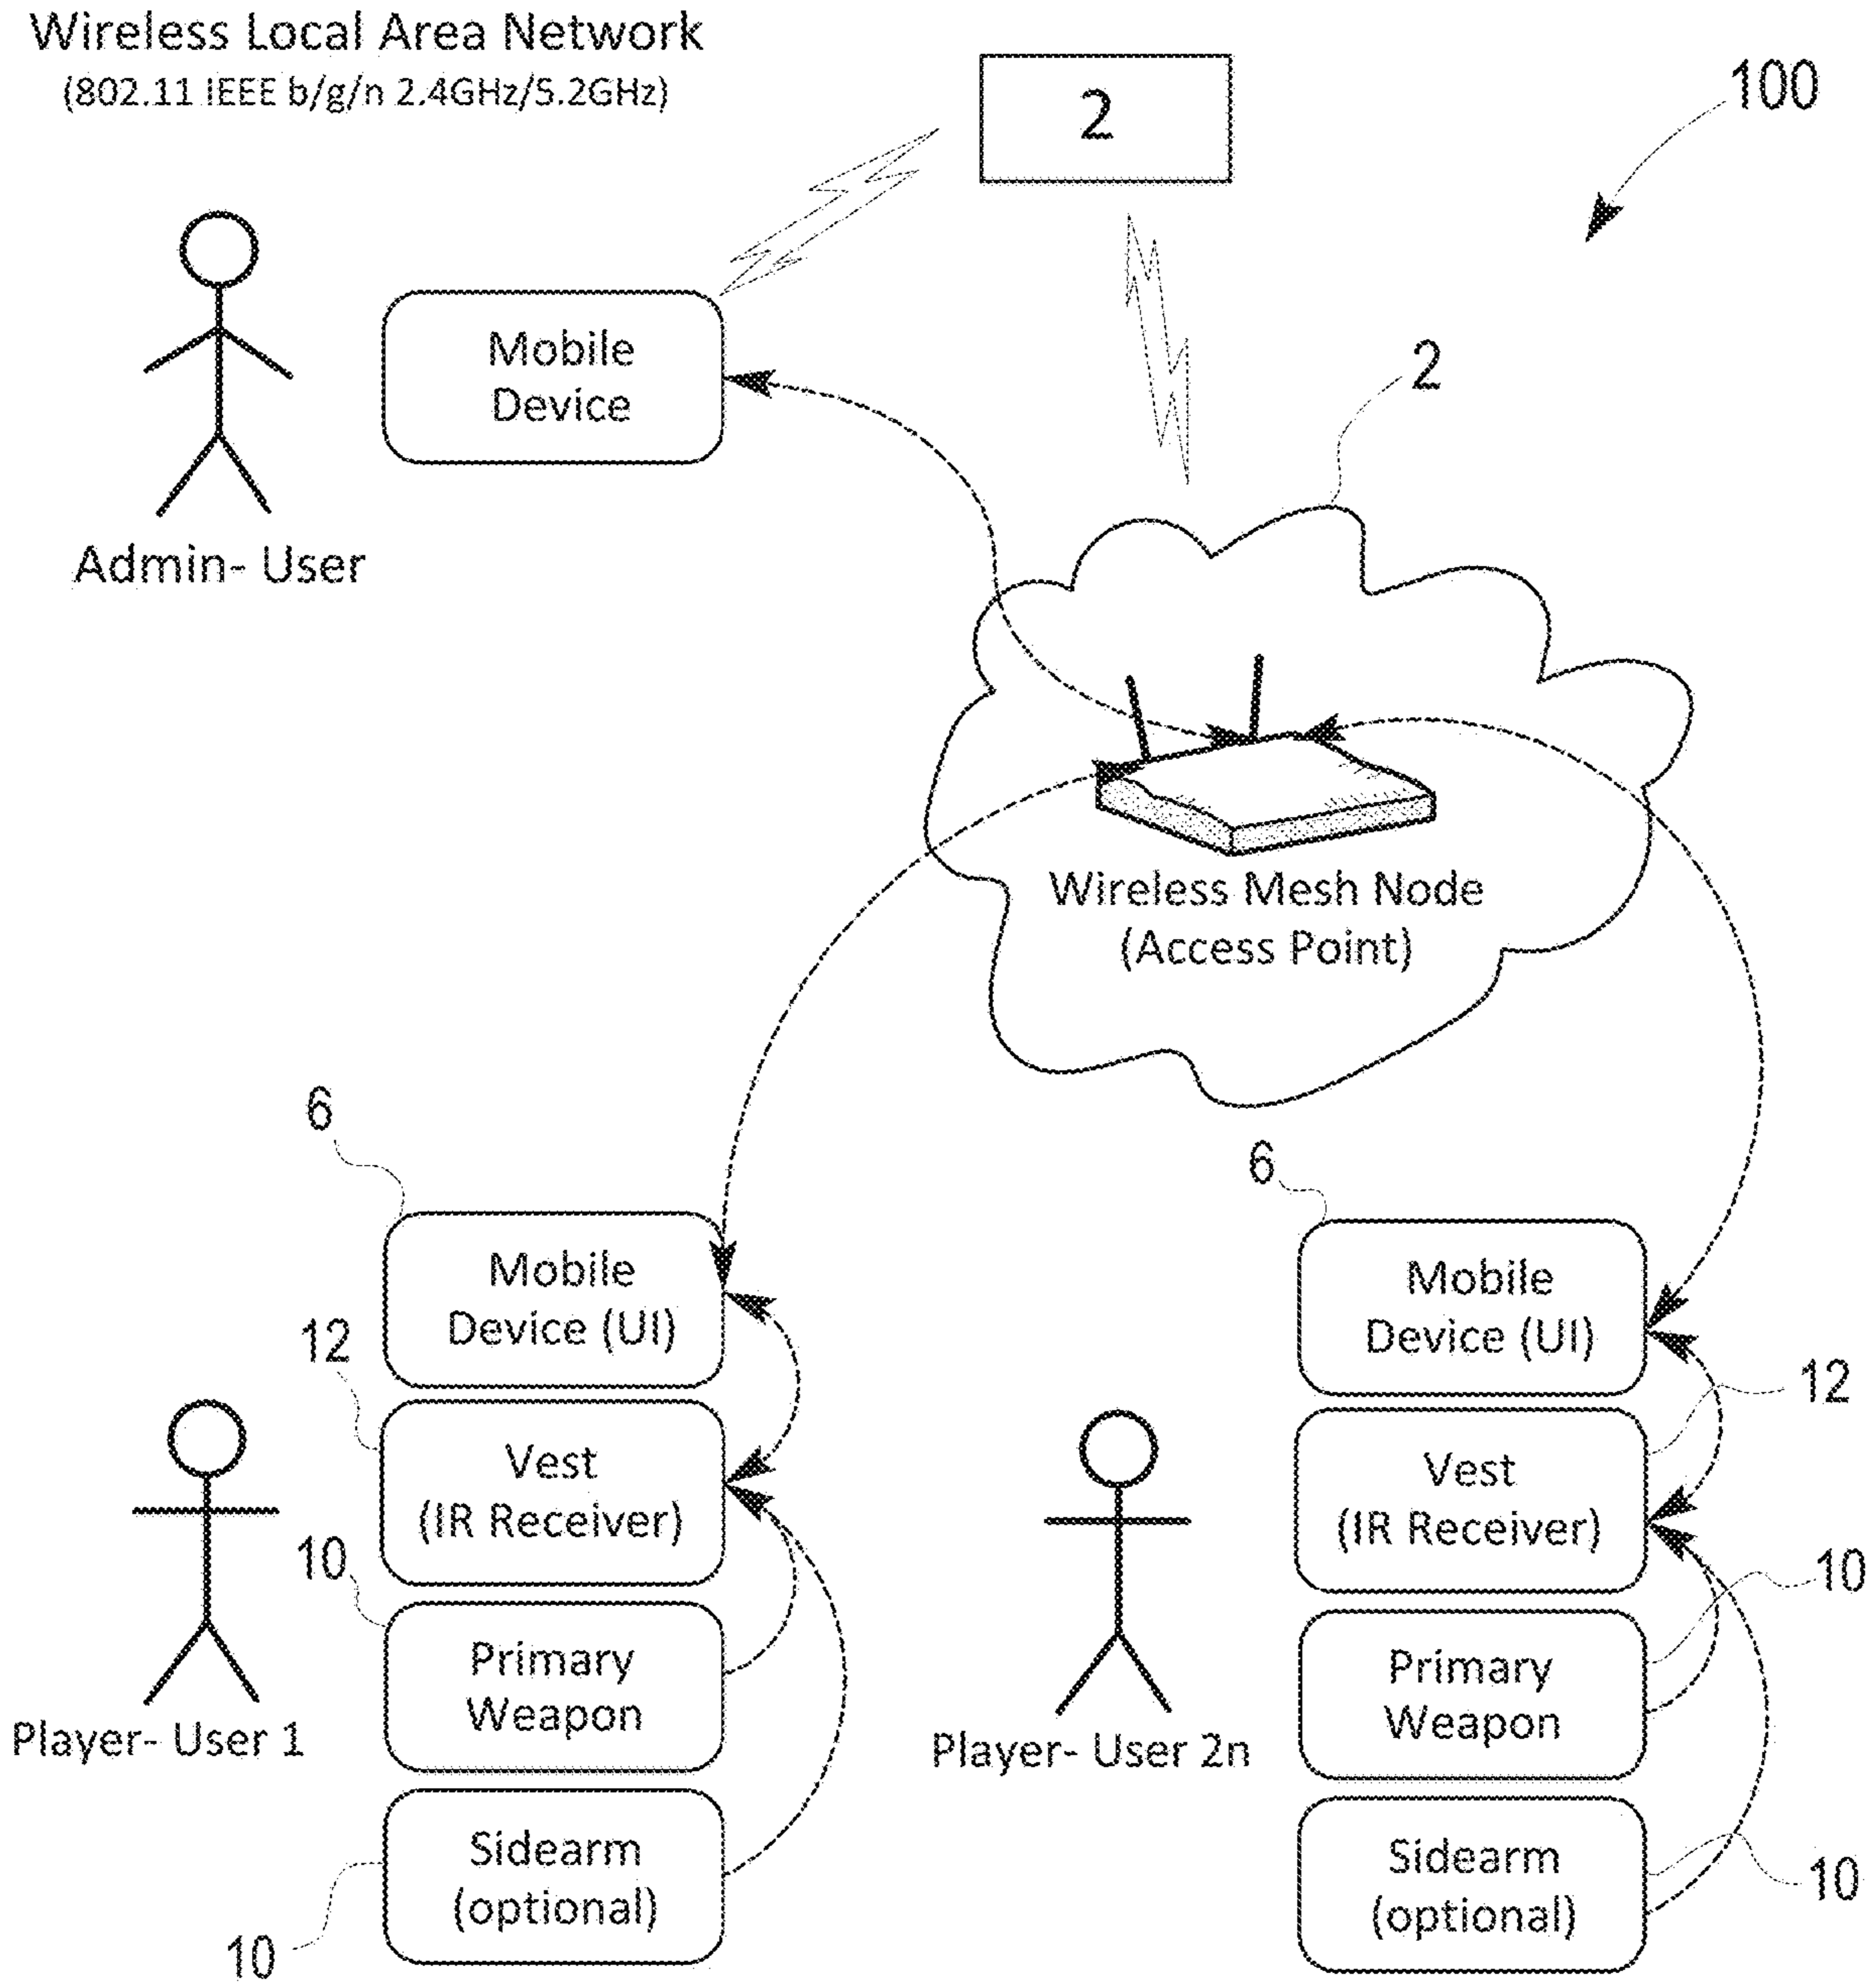 Wireless Local Area Network
(802.11 IEEE b/g/n 2.4GHz/5.2GHz)
2
100
Mobile
Device
Admin- User
2
Wireless Mesh Node
(Access Point)
6
Mobile
Device (UI)
12
Vest
(IR Receiver)
10
Primary
Weapon
Player- User 1
Sidearm
(optional)
10
6
Mobile
Device (UI)
12
Vest
(IR Receiver)
10
Primary
Weapon
Player- User 2n
Sidearm
(optional)
10